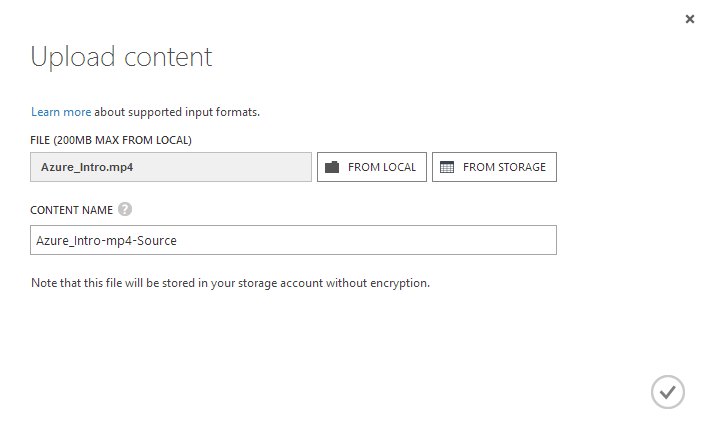 Upload content
Learn more about supported input formats.
FILE (200MB MAX FROM LOCAL)
Azure_Intro.mp4 FROM LOCAL FROM STORAGE
CONTENT NAME ?
Azure_Intro-mp4-Source
Note that this file will be stored in your storage account without encryption.